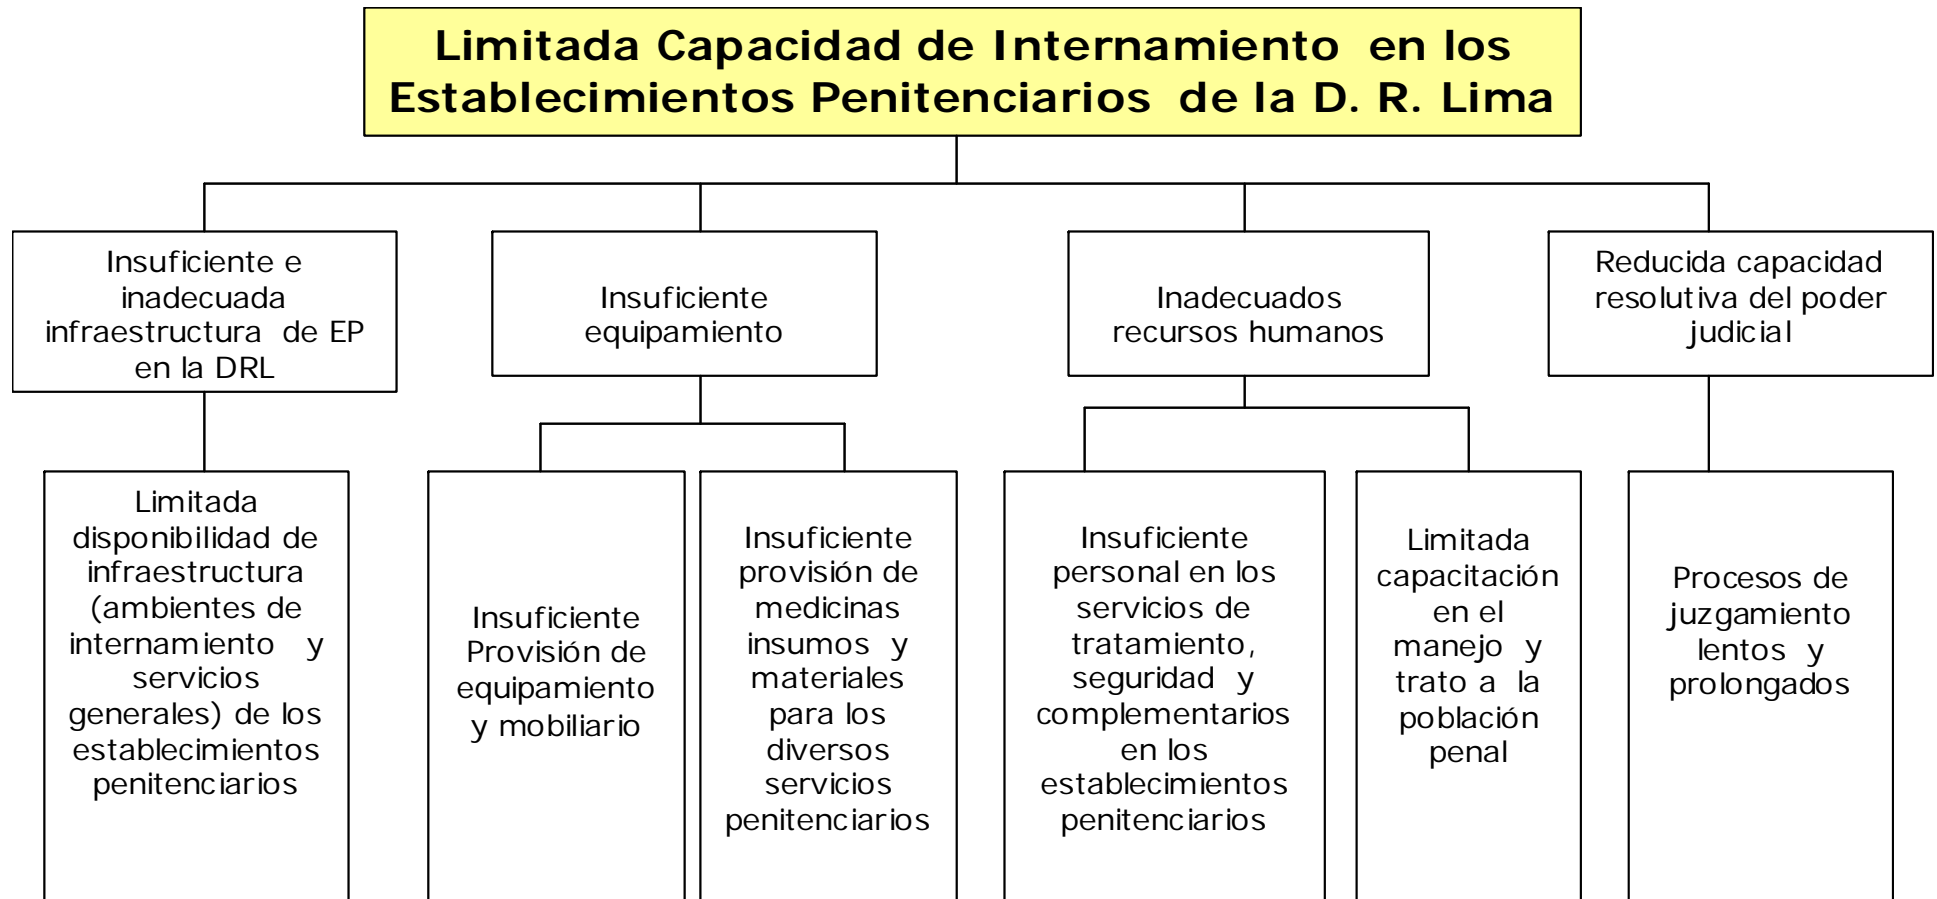 Limitada Capacidad de Internamiento en los
Establecimientos Penitenciarios de la D. R. Lima
Insuficiente e
inadecuada
infraestructura de EP
en la DRL
Insuficiente
equipamiento
Inadecuados
recursos humanos
Reducida capacidad
resolutiva del poder
judicial
Limitada
disponibilidad de
infraestructura
(ambientes de
internamiento y
servicios
generales) de los
establecimientos
penitenciarios
Insuficiente
Provisión de
equipamiento
y mobiliario
Insuficiente
provisión de
medicinas
insumos y
materiales
para los
diversos
servicios
penitenciarios
Insuficiente
personal en los
servicios de
tratamiento,
seguridad y
complementarios
en los
establecimientos
penitenciarios
Limitada
capacitación
en el
manejo y
trato a la
población
penal
Procesos de
juzgamiento
lentos y
prolongados